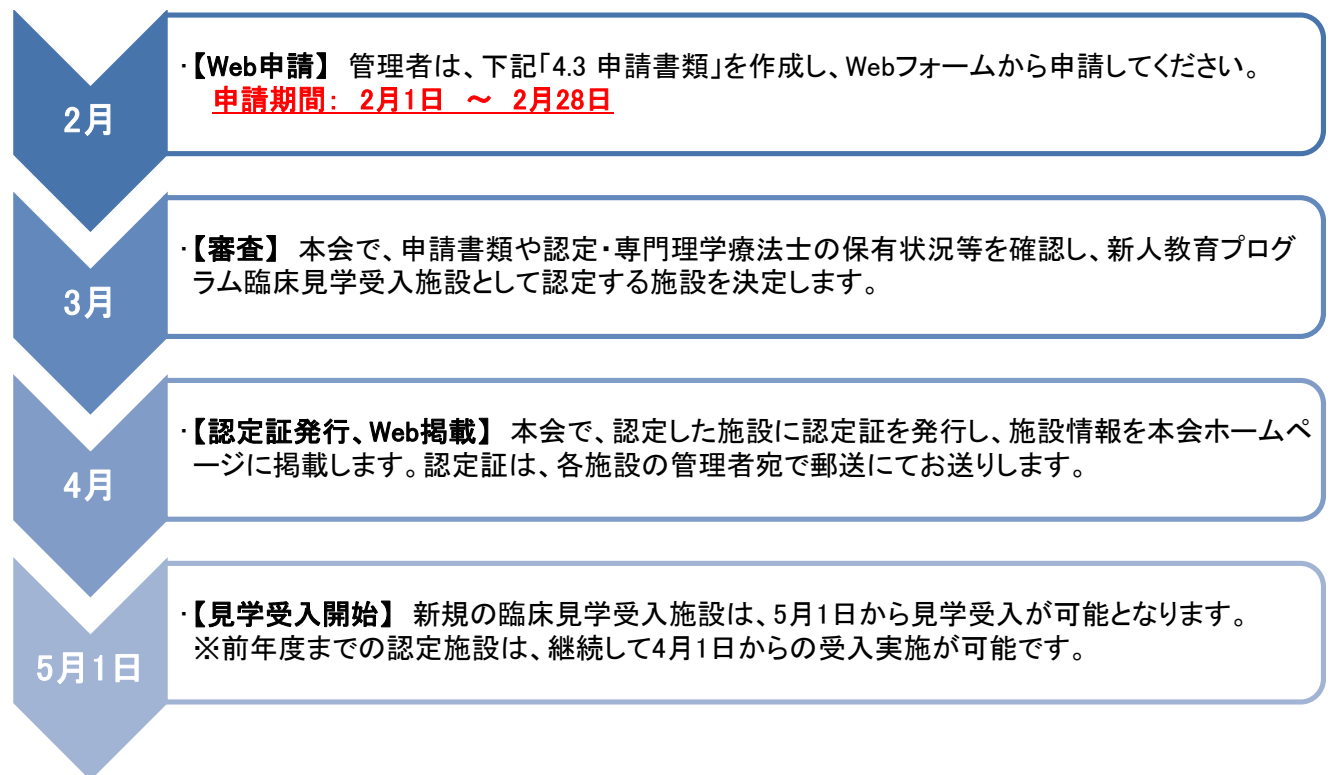 2月
・【Web申請】 管理者は、下記「4.3 申請書類」を作成し、Webフォームから申請してください。
申請期間： 2月1日 ～ 2月28日
3月
・【審査】 本会で、申請書類や認定・専門理学療法士の保有状況等を確認し、新人教育プログ
ラム臨床見学受入施設として認定する施設を決定します。
4月
・【認定証発行、Web掲載】 本会で、認定した施設に認定証を発行し、施設情報を本会ホームペ
ージに掲載します。認定証は、各施設の管理者宛で郵送にてお送りします。
5月1日
・【見学受入開始】 新規の臨床見学受入施設は、5月1日から見学受入が可能となります。
※前年度までの認定施設は、継続して4月1日からの受入実施が可能です。